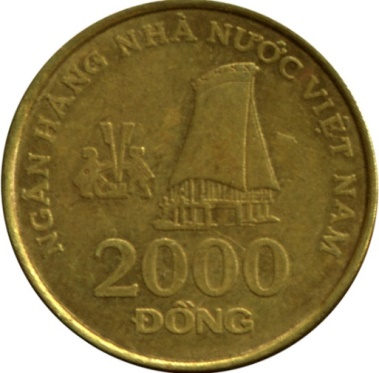 NGÂN HÀNG NHÀ NƯỚC VIỆT NAM
2000
ĐỒNG